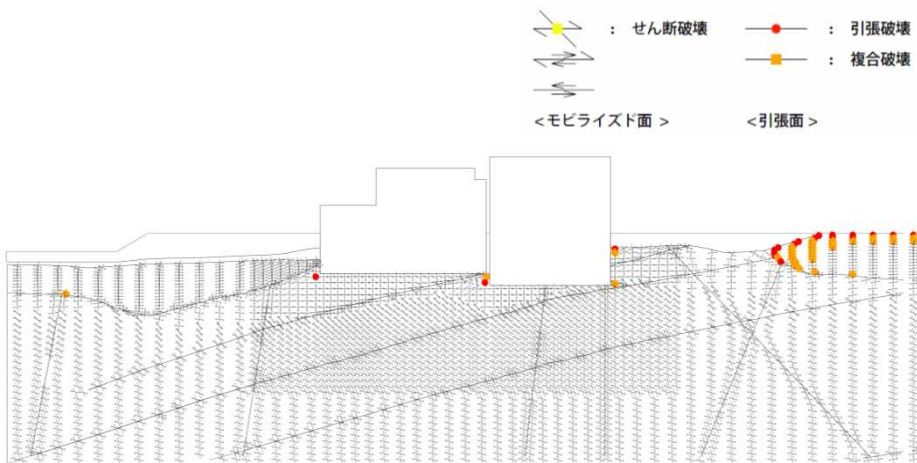 ： せん断破壊
： 引張破壊
： 複合破壊
＜モビライズド面 ＞
＜引張面＞